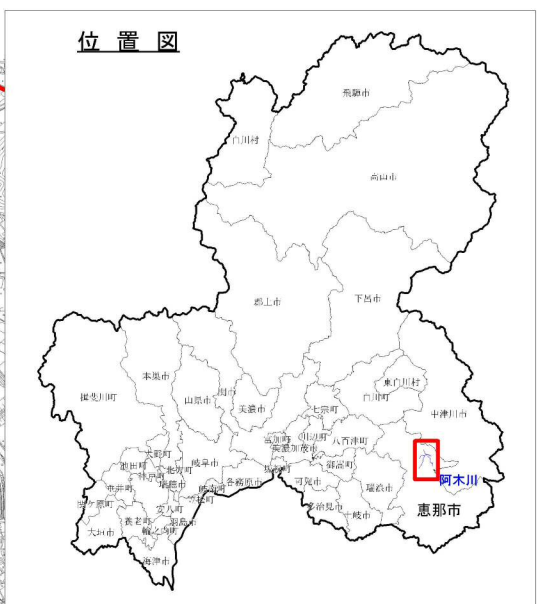 位 置 図
飛騨市
白川村
高山市
郡上市
下呂市
本巣市
揖斐川町
山県市
関市
美濃市
七宗町
東白川村
白川町
中津川市
富加町
川辺町
八百津町
美濃加茂市
大野町
池田町
北方町
岐阜市
坂祝町
御嵩町
神戸町
瑞穂市
各務原市
可児市
瑞浪市
阿木川
垂井町
岐南町
笠松町
関ケ原町
安八町
羽島市
多治見市
恵那市
養老町
輪之内町
土岐市
大垣市
海津市